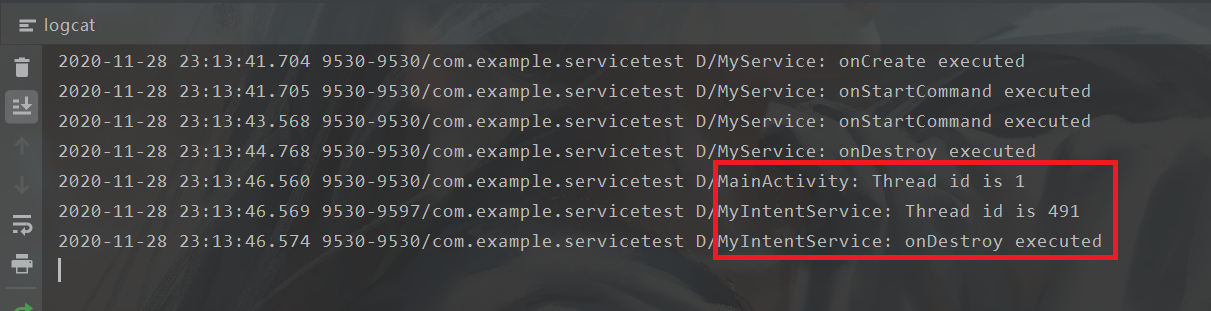 logcat
2020-11-28 23:13:41.704 9530-9530/com.example.servicetest D/MyService: onCreate executed
2020-11-28 23:13:41.705 9530-9530/com.example.servicetest D/MyService: onStartCommand executed
2020-11-28 23:13:43.568 9530-9530/com.example.servicetest D/MyService: onStartCommand executed
2020-11-28 23:13:44.768 9530-9530/com.example.servicetest D/MyService: onDestroy executed
2020-11-28 23:13:46.560 9530-9530/com.example.servicetest D/MainActivity: Thread id is 1
2020-11-28 23:13:46.569 9530-9597/com.example.servicetest D/MyIntentService: Thread id is 491
2020-11-28 23:13:46.574 9530-9530/com.example.servicetest D/MyIntentService: onDestroy executed